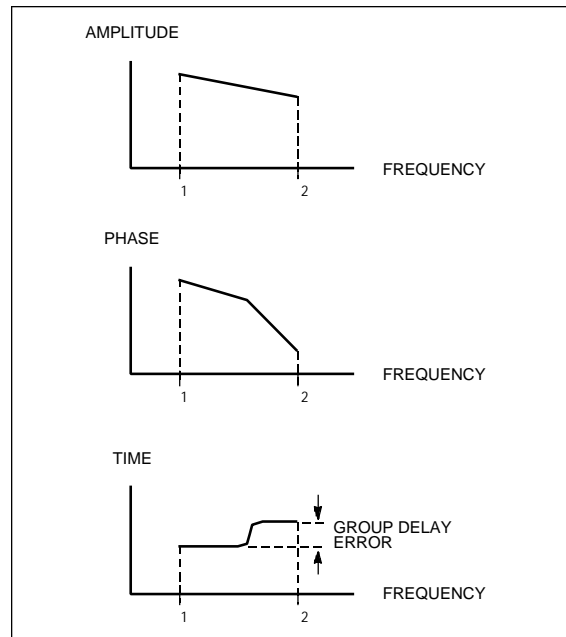 AMPLITUDE
FREQUENCY
1 2
PHASE
FREQUENCY
1 2
TIME
GROUP DELAY
ERROR
FREQUENCY
1 2